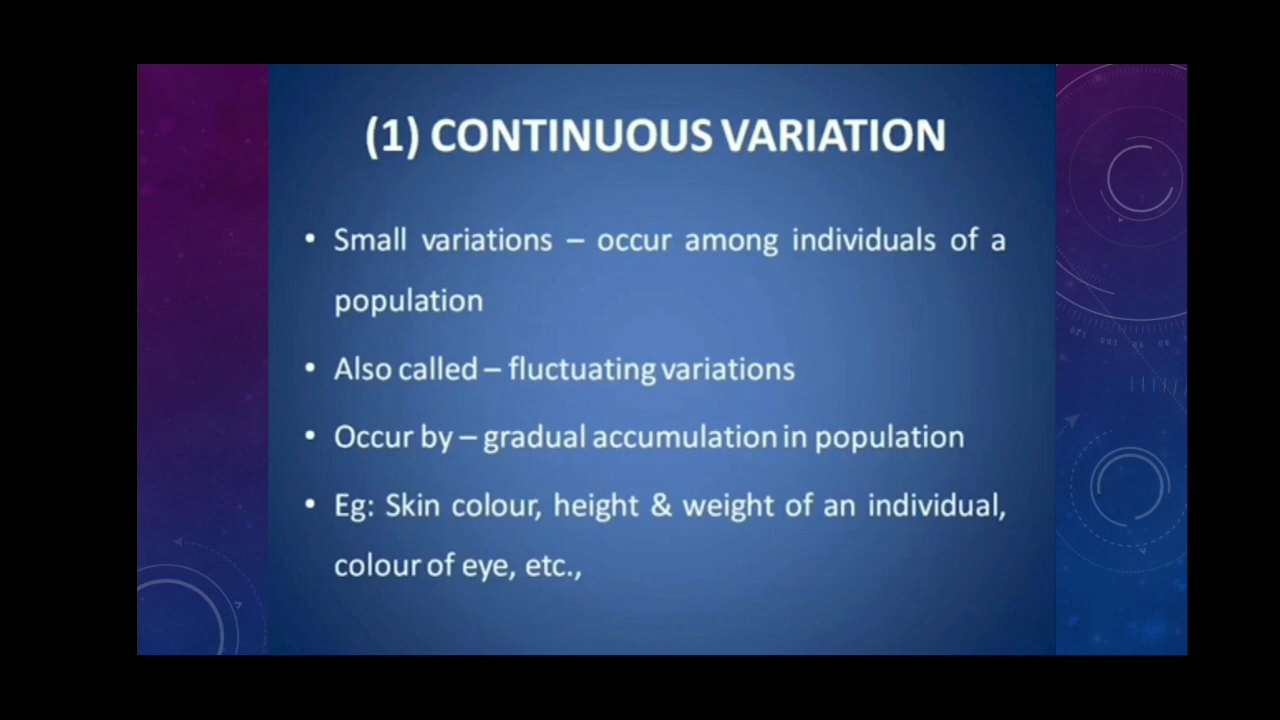 (1) CONTINUOUS VARIATION
• Small variations – occur among individuals of a
population
• Also called – fluctuating variations
• Occur by – gradual accumulation in population
• Eg: Skin colour, height & weight of an individual,
colour of eye, etc.,